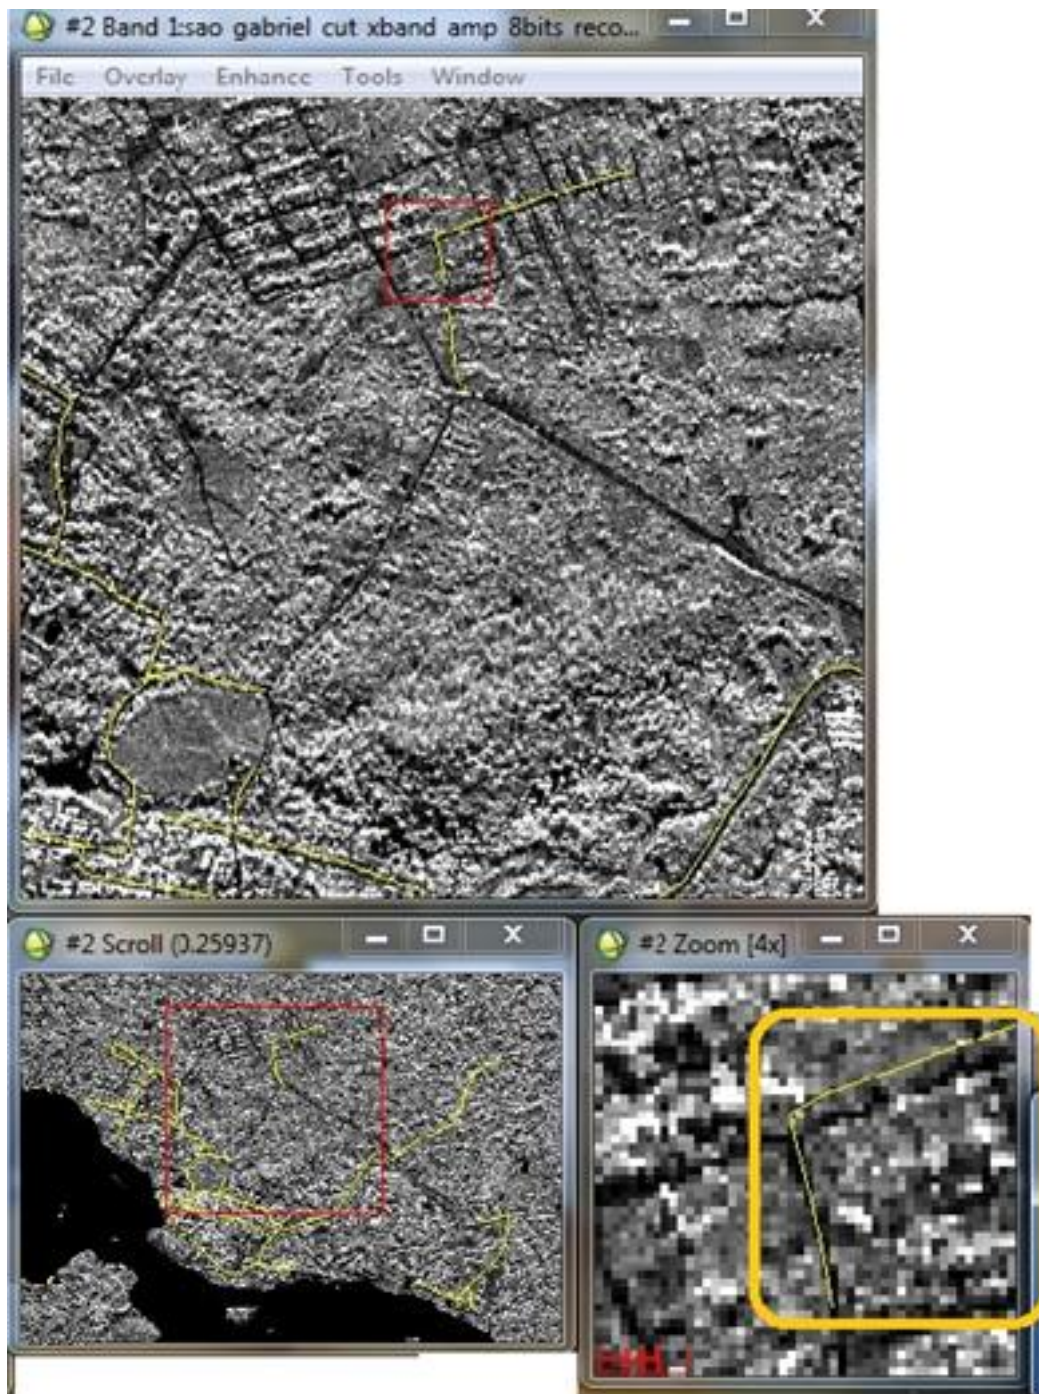 #2 Band 1:sao gabriel cut xband amp 8bits reco...
File Overlay Enhance Tools Window
#2 Scroll (0.25937)
#2 Zoom [4x]